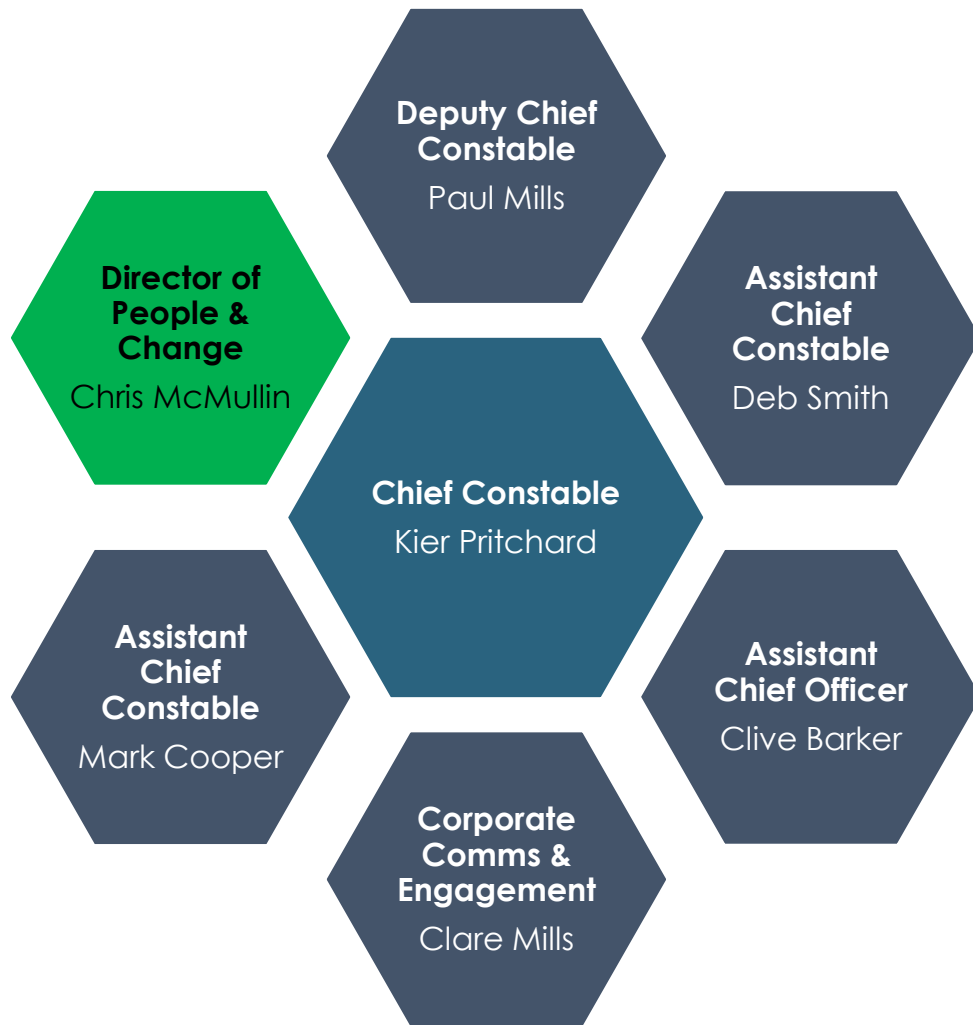 Deputy Chief
Constable
Paul Mills
Director of
People &
Change
Chris McMullin
Assistant
Chief
Constable
Deb Smith
Chief Constable
Kier Pritchard
Assistant
Chief
Constable
Mark Cooper
Assistant
Chief Officer
Clive Barker
Corporate
Comms &
Engagement
Clare Mills